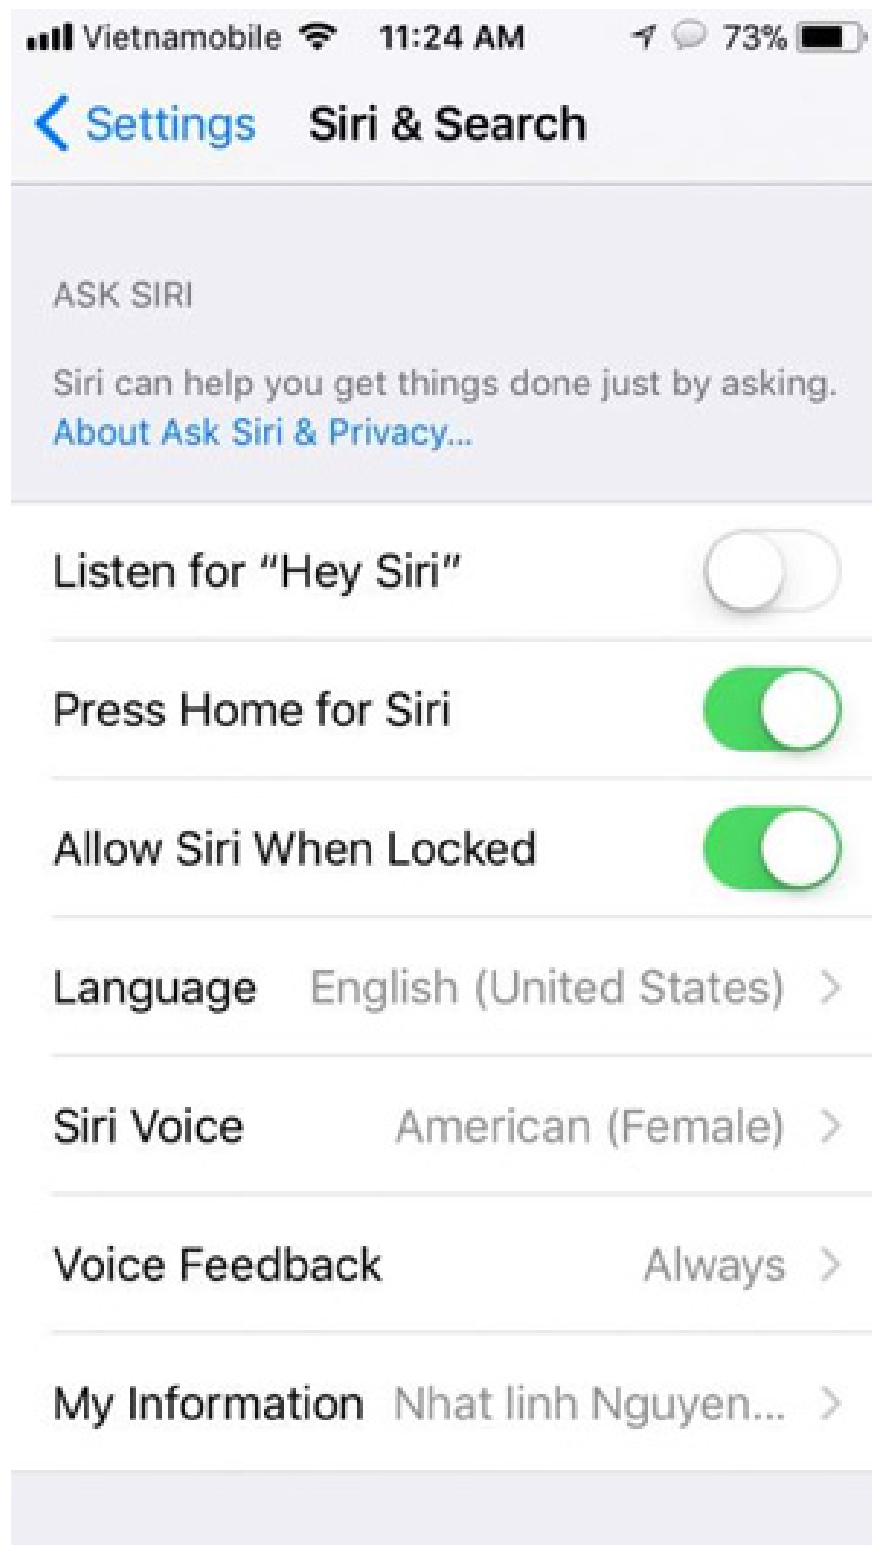 Vietnamobile 11:24 AM 73%
Settings Siri & Search
ASK SIRI
Siri can help you get things done just by asking.
About Ask Siri & Privacy...
Listen for “Hey Siri”
Press Home for Siri
Allow Siri When Locked
Language English (United States)
Siri Voice American (Female)
Voice Feedback Always
My Information Nhat linh Nguyen...